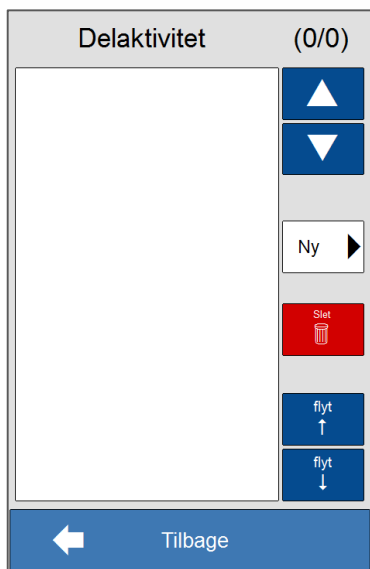 Delaktivitet (0/0)
Ny
Slet
flyt
flyt
Tilbage